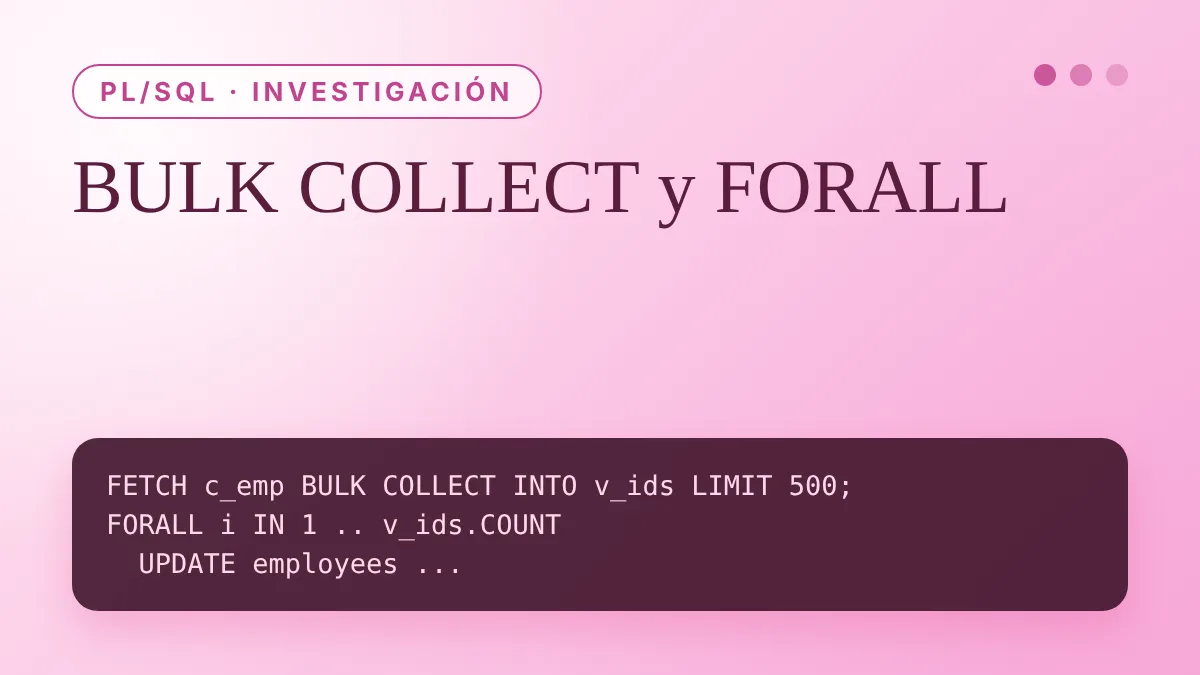 PL/SQL · INVESTIGACIÓN
BULK COLLECT y FORALL
FETCH c_emp BULK COLLECT INTO v_ids LIMIT 500;
FORALL i IN 1 .. v_ids.COUNT
  UPDATE employees ...